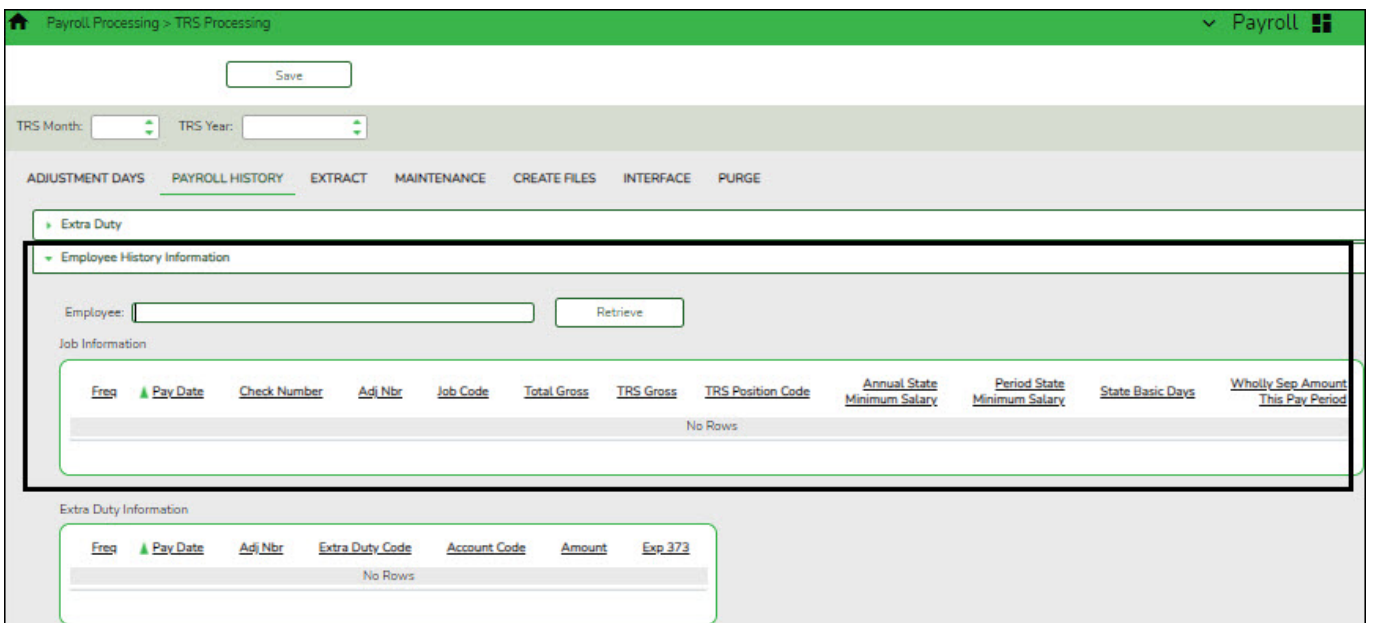 Payroll Processing > TRS Processing
Payroll
Save
TRS Month: TRS Year:
ADJUSTMENT DAYS PAYROLL HISTORY EXTRACT MAINTENANCE CREATE FILES INTERFACE PURGE
Extra Duty
Employee History Information
Employee: Retrieve
Job Information
Freq Pay Date Check Number Adj Nbr Job Code Total Gross TRS Gross TRS Position Code Annual State Minimum Salary Period State Minimum Salary State Basic Days Wholly Sep Amount This Pay Period
No Rows
Extra Duty Information
Freq Pay Date Adj Nbr Extra Duty Code Account Code Amount Exp 373
No Rows